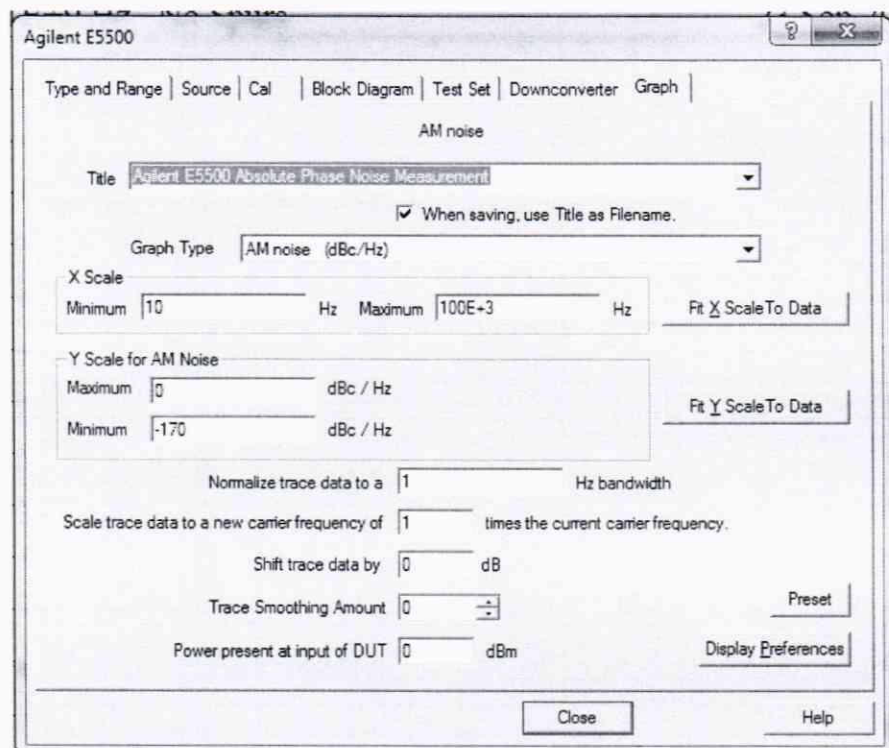 Agilent E5500
Type and Range | Source | Cal | Block Diagram | Test Set | Downconverter | Graph
AM noise
Title Agilent E5500 Absolute Phase Noise Measurement
When saving, use Title as Filename.
Graph Type AM noise (dBc/Hz)
X Scale
Minimum 10 Hz Maximum 100E+3 Hz Fit X Scale To Data
Y Scale for AM Noise
Maximum 0 dBc / Hz
Fit Y Scale To Data
Minimum -170 dBc / Hz
Normalize trace data to a 1 Hz bandwidth
Scale trace data to a new carrier frequency of 1 times the current carrier frequency.
Shift trace data by 0 dB
Trace Smoothing Amount 0 Preset
Power present at input of DUT 0 dBm Display Preferences
Close Help